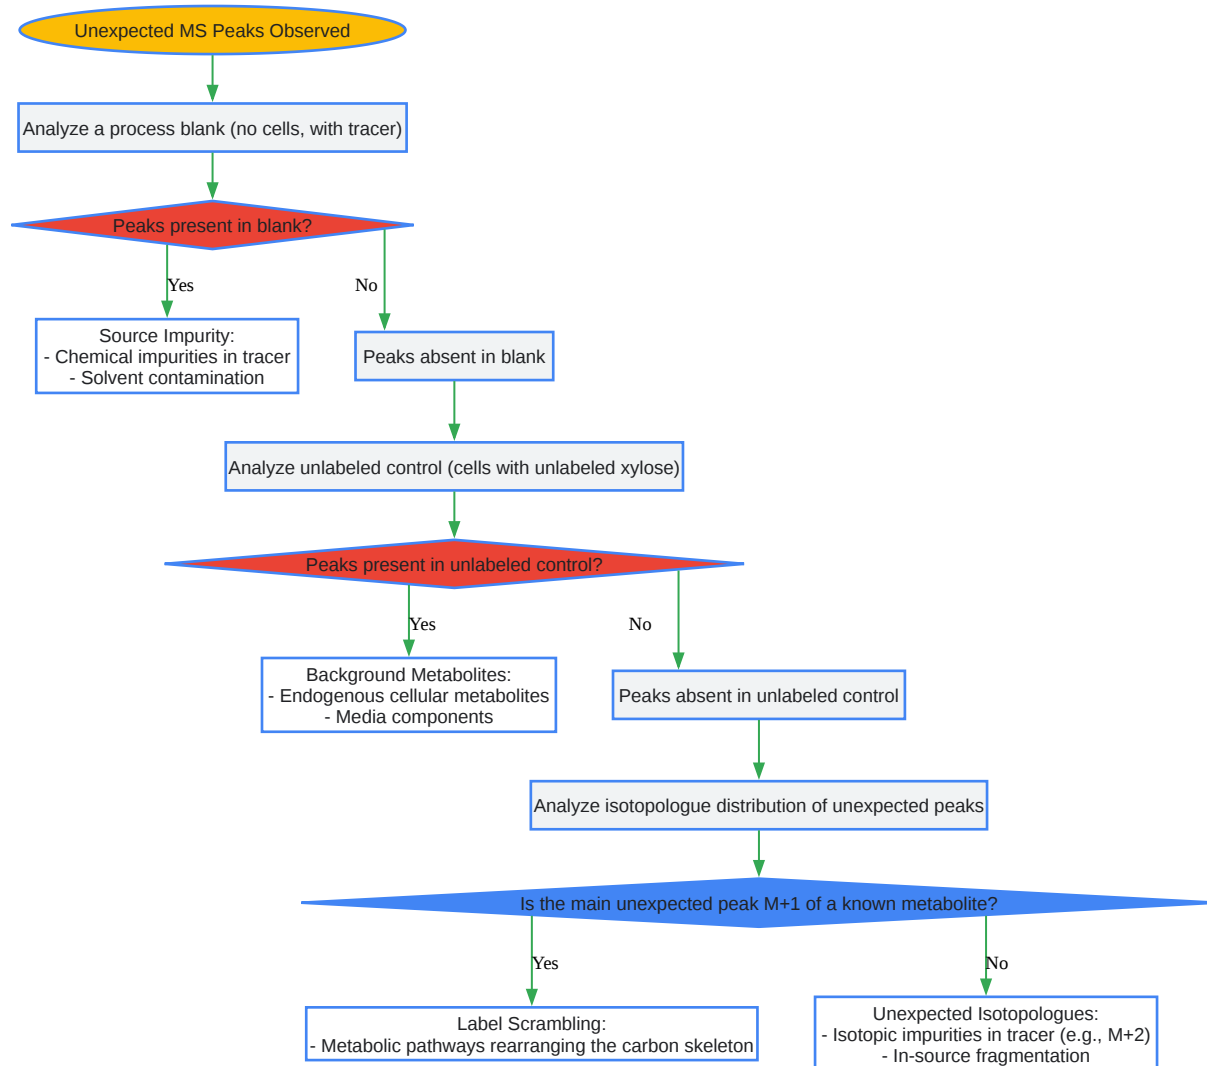 Unexpected MS Peaks Observed
Analyze a process blank (no cells, with tracer)
Peaks present in blank?
Yes
No
Source Impurity:
- Chemical impurities in tracer
- Solvent contamination
Peaks absent in blank
Analyze unlabeled control (cells with unlabeled xylose)
Peaks present in unlabeled control?
Yes
No
Background Metabolites:
- Endogenous cellular metabolites
- Media components
Peaks absent in unlabeled control
Analyze isotopologue distribution of unexpected peaks
Is the main unexpected peak M+1 of a known metabolite?
Yes
No
Label Scrambling:
- Metabolic pathways rearranging the carbon skeleton
Unexpected Isotopologues:
- Isotopic impurities in tracer (e.g., M+2)
- In-source fragmentation